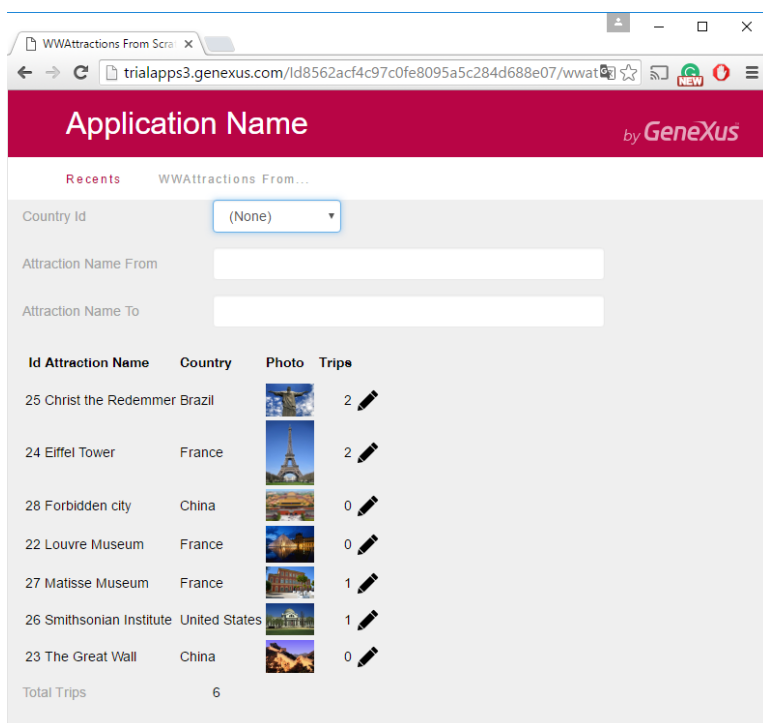 WWAttractions From Scra
trialapps3.genexus.com/Id8562acf4c97c0fe8095a5c284d688e07/wwat
NEW
Application Name
by GeneXus
Recents WWAttractions From...
Country Id (None)
Attraction Name From
Attraction Name To
Id Attraction Name Country Photo Trips
25 Christ the Redemmer Brazil 2
24 Eiffel Tower France 2
28 Forbidden city China 0
22 Louvre Museum France 0
27 Matisse Museum France 1
26 Smithsonian Institute United States 1
23 The Great Wall China 0
Total Trips 6